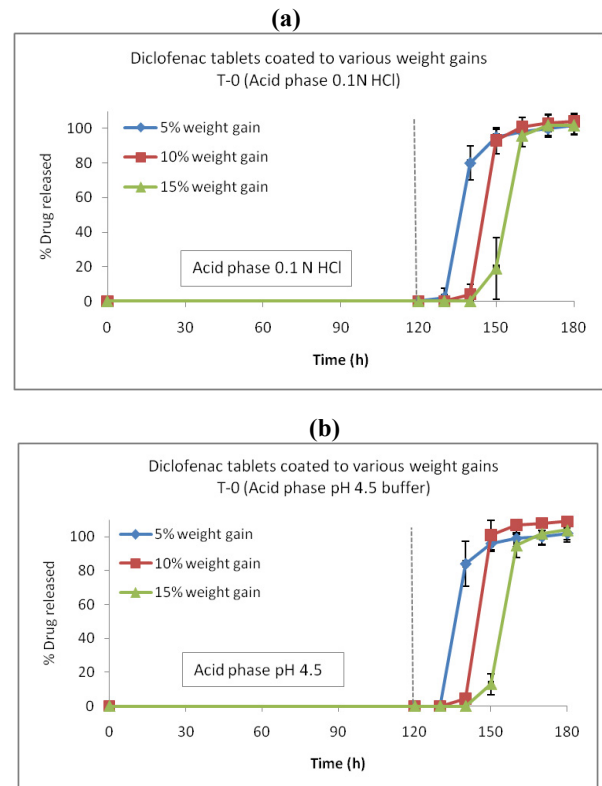 (a)
Diclofenac tablets coated to various weight gains
T-0 (Acid phase 0.1N HCl)
100
80
60
40
20
0
% Drug released
5% weight gain
10% weight gain
15% weight gain
Acid phase 0.1 N HCl
0 30 60 90 120 150 180
Time (h)
(b)
Diclofenac tablets coated to various weight gains
T-0 (Acid phase pH 4.5 buffer)
100
80
60
40
20
0
% Drug released
5% weight gain
10% weight gain
15% weight gain
Acid phase pH 4.5
0 30 60 90 120 150 180
Time (h)